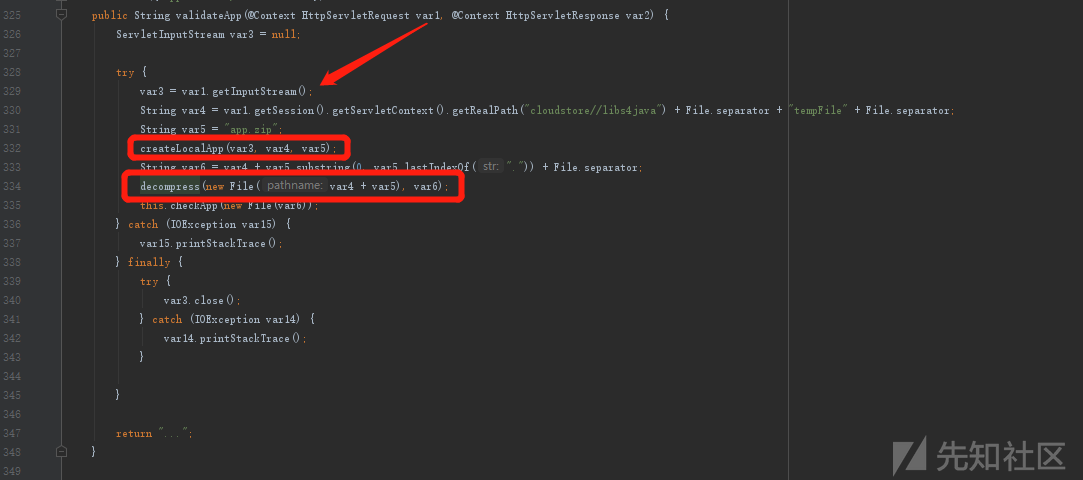 325 public String validateApp(@Context HttpServletRequest var1, @Context HttpServletResponse var2) {
326 ServletInputStream var3 = null;
327
328 try {
329 var3 = var1.getInputStream();
330 String var4 = var1.getSession().getServletContext().getRealPath("cloudstore//libs4java") + File.separator + "tempFile" + File.separator;
331 String var5 = "app.zip";
332 createLocalApp(var3, var4, var5);
333 String var6 = var4 + var5.substring(0, var5.lastIndexOf( str: ".")) + File.separator;
334 decompress(new File( pathname: var4 + var5), var6);
335 this.checkApp(new File(var6));
336 } catch (IOException var15) {
337 var15.printStackTrace();
338 } finally {
339 try {
340 var3.close();
341 } catch (IOException var14) {
342 var14.printStackTrace();
343 }
344
345 }
346
347 return "...";
348 }
349
先知社区